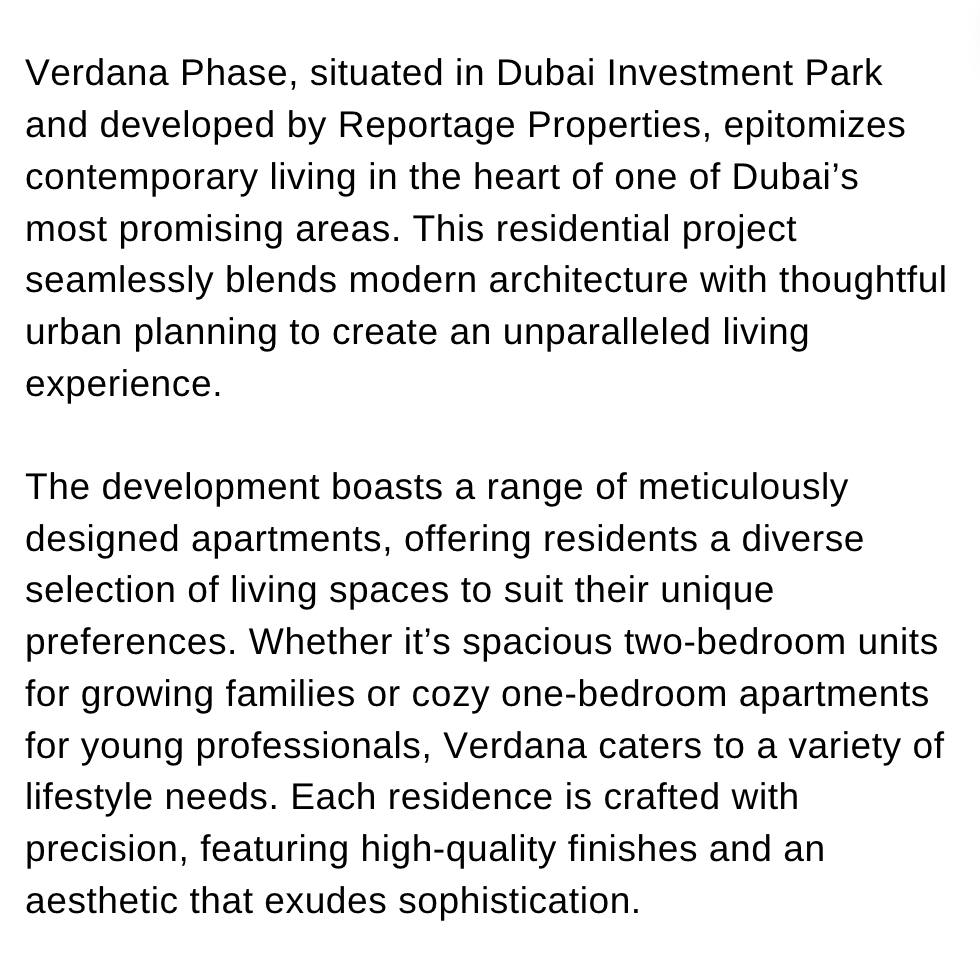 Verdana Phase, situated in Dubai Investment Park
and developed by Reportage Properties, epitomizes
contemporary living in the heart of one of Dubai’s
most promising areas. This residential project
seamlessly blends modern architecture with thoughtful
urban planning to create an unparalleled living
experience.
The development boasts a range of meticulously
designed apartments, offering residents a diverse
selection of living spaces to suit their unique
preferences. Whether it’s spacious two-bedroom units
for growing families or cozy one-bedroom apartments
for young professionals, Verdana caters to a variety of
lifestyle needs. Each residence is crafted with
precision, featuring high-quality finishes and an
aesthetic that exudes sophistication.